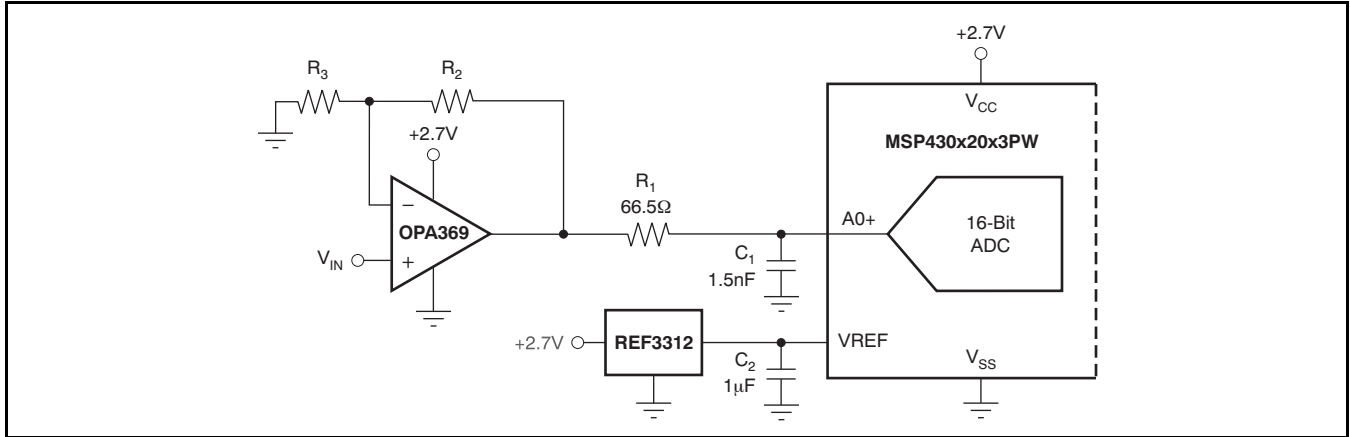 +2.7V
R3
R2
VCC
+2.7V
MSP430x20x3PW
R1
66.5Ω
−
OPA369
A0+
16-Bit
ADC
VIN
+
C1
1.5nF
+2.7V
REF3312
VREF
C2
1μF
VSS